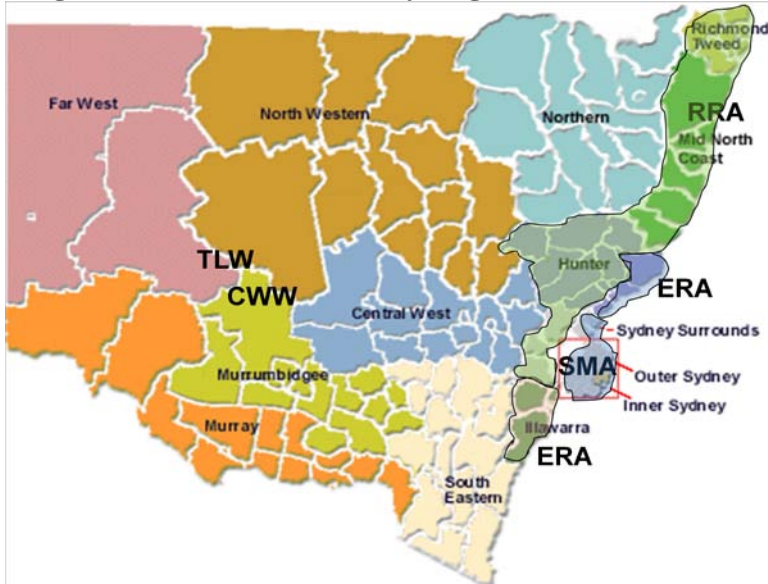 Richmond
Tweed
Far West
North Western
Northern
RRA
Mid North
Coast
TLW
Hunter
CWW
ERA
Central West
Sydney Surrounds
SMA
Outer Sydney
Murrumbidgee
Inner Sydney
Murray
Illawarra
ERA
South
Eastern